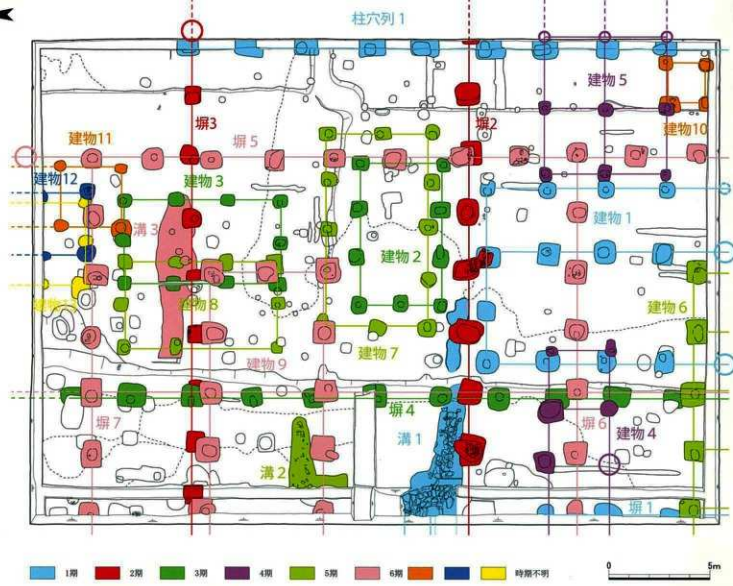 柱穴列1
建物5
塀3
塀2
建物11
塀5
建物10
建物12
建物3
建物1
溝3
建物2
建物8
建物6
建物7
建物9
塀4
塀7
溝1
塀6
建物4
溝2
塀1
1期 2期 3期 4期 5期 6期 時期不明
0 5m